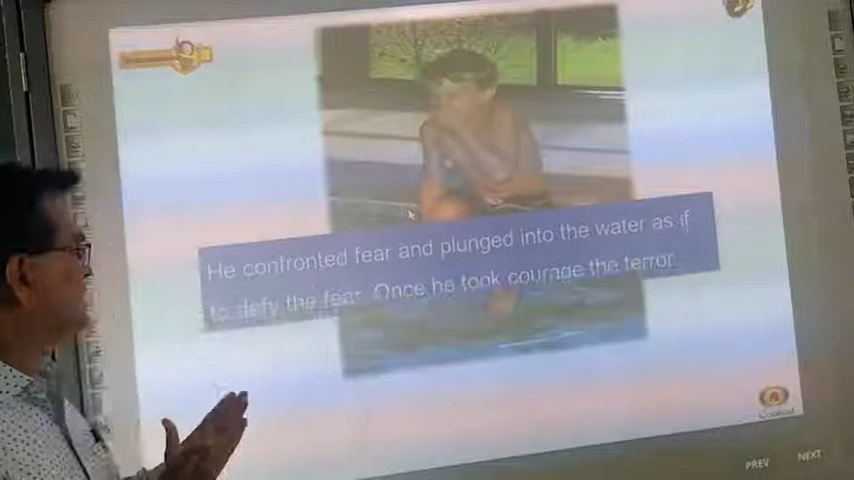 He confronted fear and plunged into the water as if
to defy the fear. Once he took courage the terror
Content
PREV NEXT